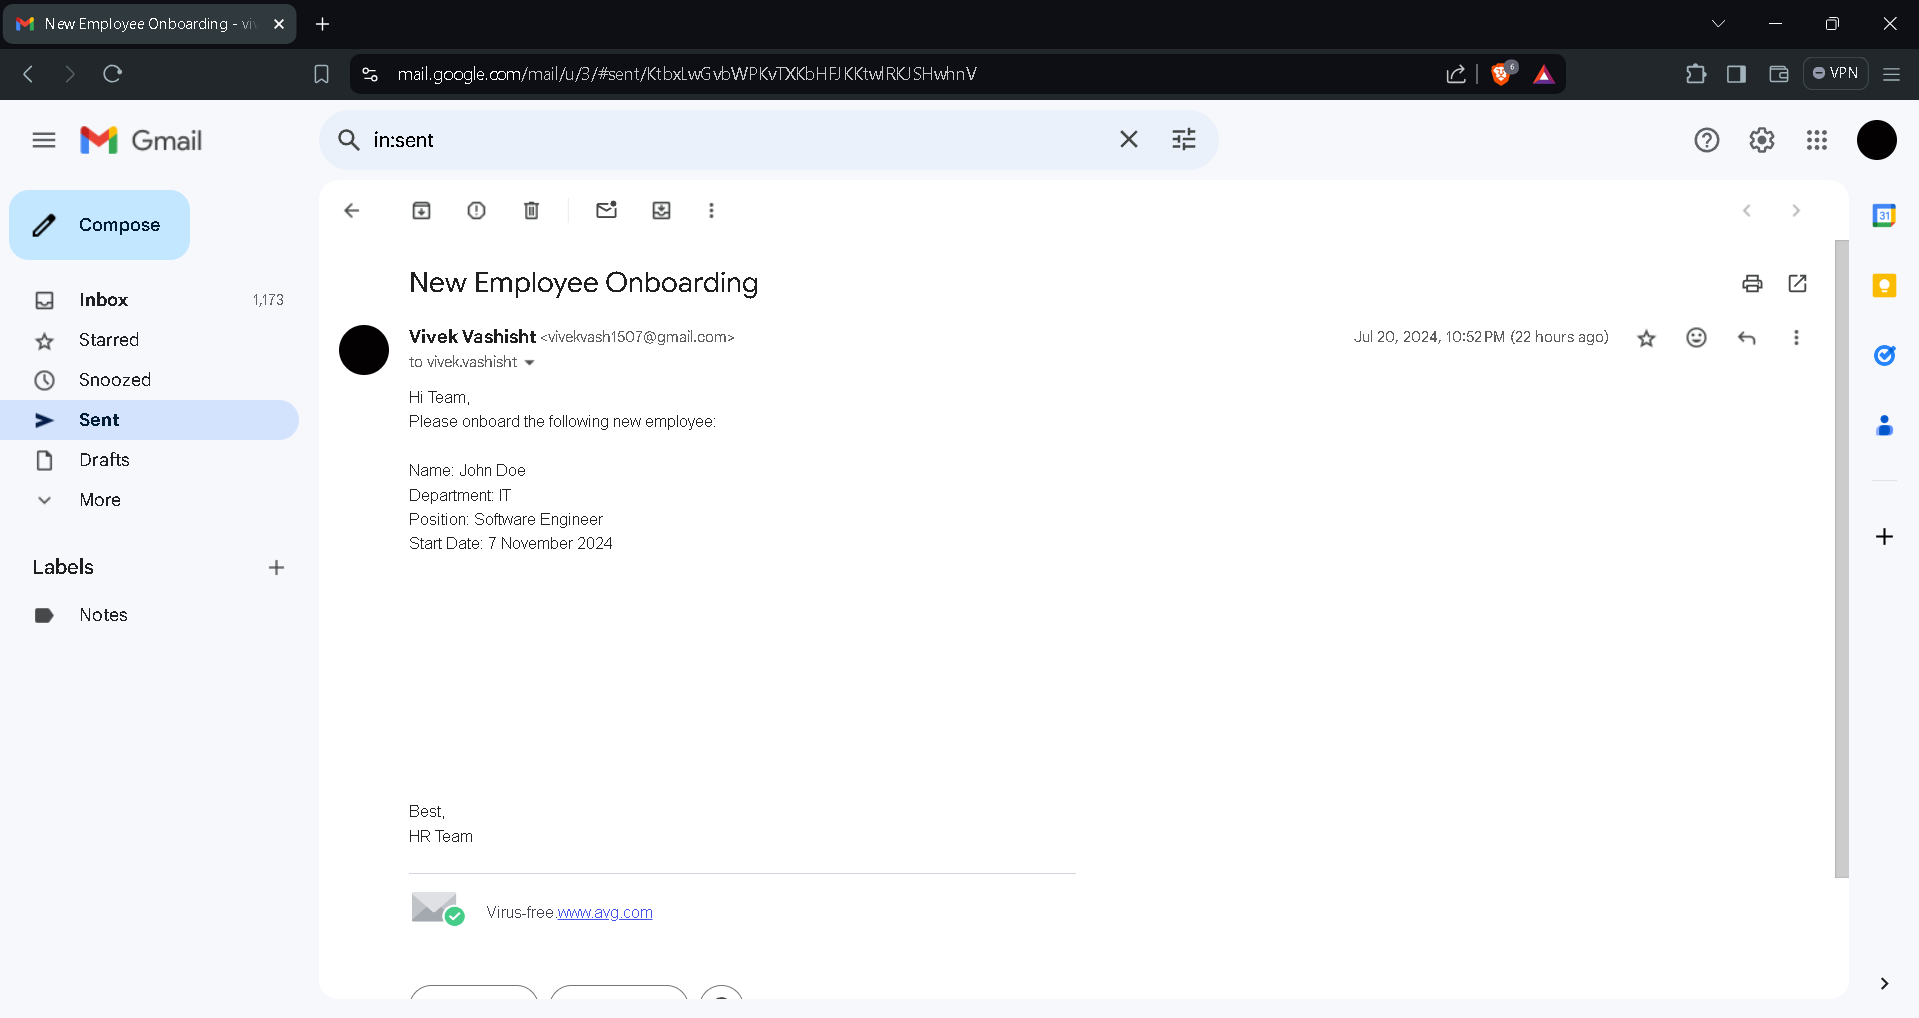 New Employee Onboarding - viv
mail.google.com/mail/u/3/#sent/KtbxLwGvbWPKvTXKbHFJKKtwlRKJSHwhnV
6
VPN
Gmail
in:sent
Compose
31
New Employee Onboarding
Inbox 1,173
Vivek Vashisht <vivekvash1507@gmail.com> Jul 20, 2024, 10:52 PM (22 hours ago)
Starred
to vivek.vashisht
Snoozed
Hi Team,
Sent
Please onboard the following new employee:
Drafts
Name: John Doe
More
Department: IT
Position: Software Engineer
Start Date: 7 November 2024
Labels
Notes
Best,
HR Team
Virus-free.www.avg.com